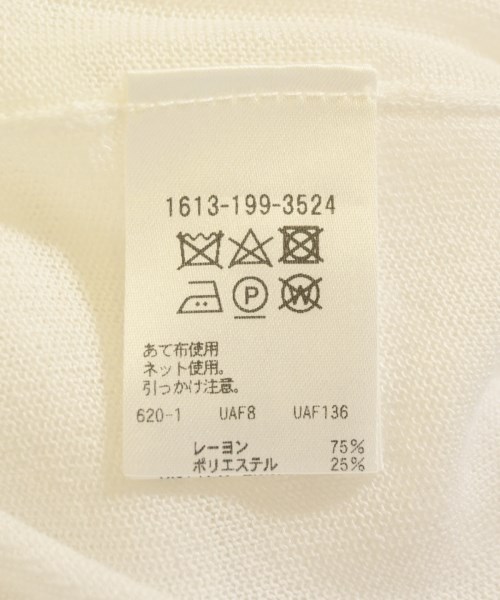 1613-199-3524
P W
あて布使用
ネット使用。
引っかけ注意。
620-1 UAF8 UAF136
レーヨン 75%
ポリエステル 25%